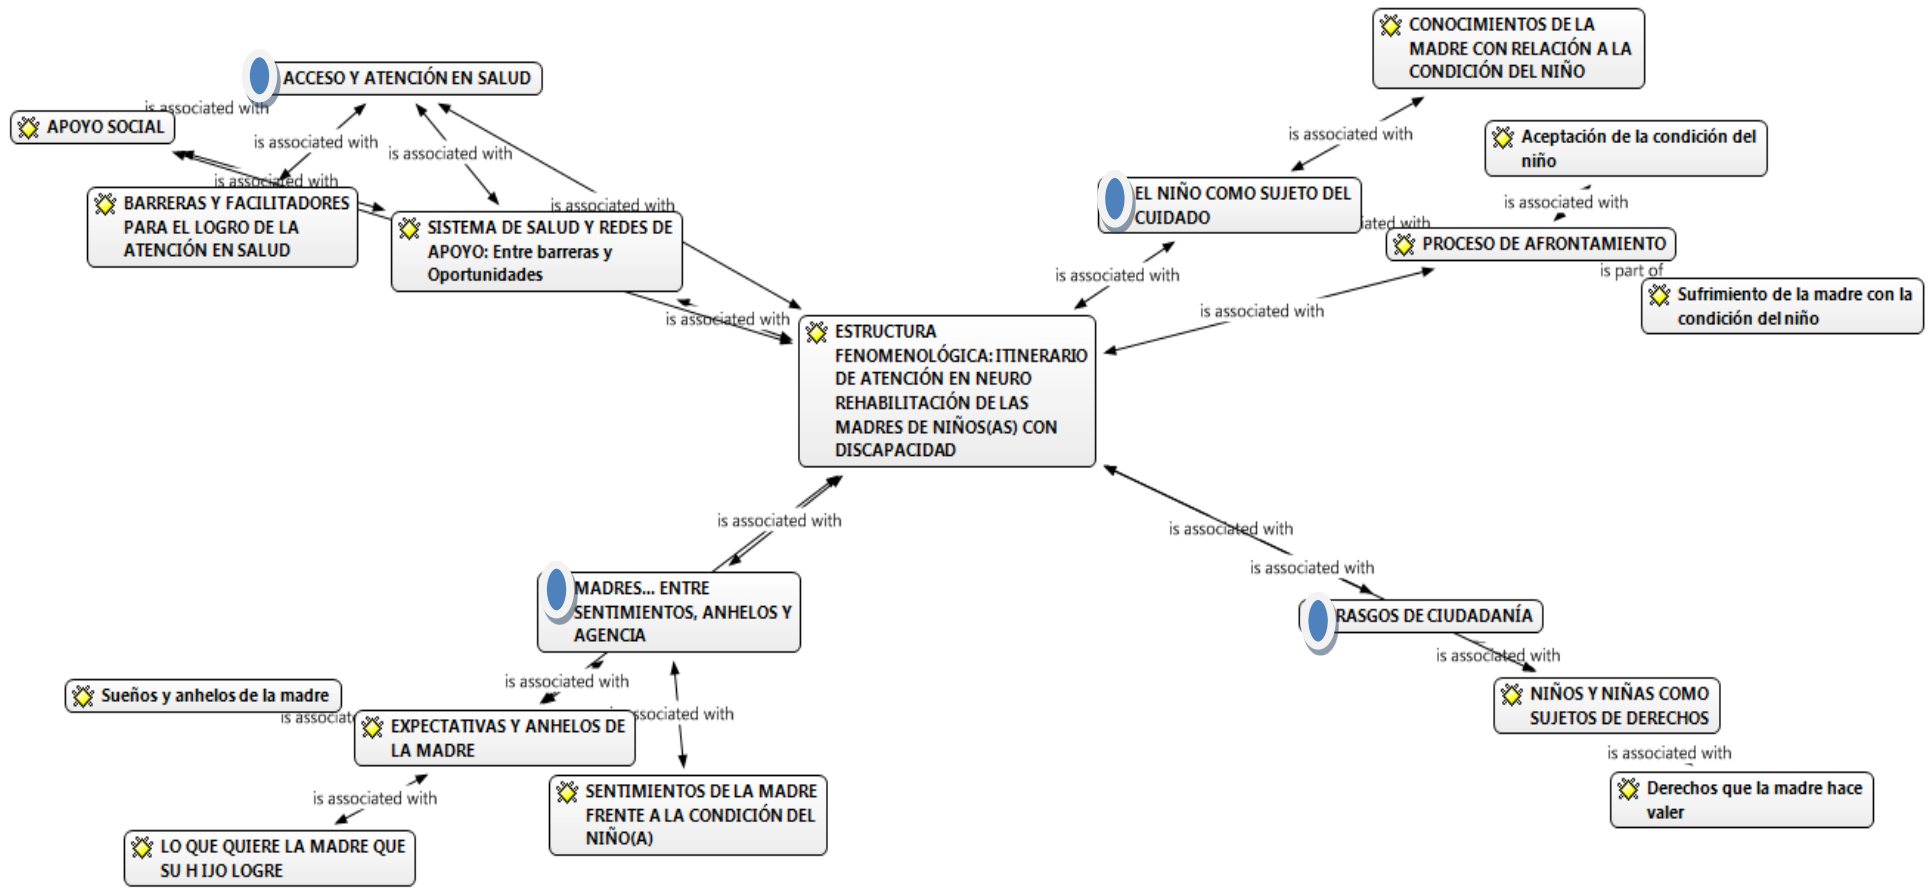 ACCESO Y ATENCIÓN EN SALUD
is associated with
APOYO SOCIAL
is associated with
is associated with
is associated with
BARRERAS Y FACILITADORES
PARA EL LOGRO DE LA
ATENCIÓN EN SALUD
is associated with
SISTEMA DE SALUD Y REDES DE
APOYO: Entre barreras y
Oportunidades
is associated with
CONOCIMIENTOS DE LA
MADRE CON RELACIÓN A LA
CONDICIÓN DEL NIÑO
is associated with
Aceptación de la condición del
niño
is associated with
EL NIÑO COMO SUJETO DEL
CUIDADO
iated with
PROCESO DE AFRONTAMIENTO
is part of
Sufrimiento de la madre con la
condición del niño
is associated with
is associated with
ESTRUCTURA
FENOMENOLÓGICA: ITINERARIO
DE ATENCIÓN EN NEURO
REHABILITACIÓN DE LAS
MADRES DE NIÑOS(AS) CON
DISCAPACIDAD
is associated with
MADRES... ENTRE
SENTIMIENTOS, ANHELOS Y
AGENCIA
is associated with
Sueños y anhelos de la madre
is associat
EXPECTATIVAS Y ANHELOS DE
LA MADRE
ssociated with
is associated with
SENTIMIENTOS DE LA MADRE
FRENTE A LA CONDICIÓN DEL
NIÑO(A)
LO QUE QUIERE LA MADRE QUE
SU H IJO LOGRE
is associated with
is associated with
RASGOS DE CIUDADANÍA
is associated with
NIÑOS Y NIÑAS COMO
SUJETOS DE DERECHOS
is associated with
Derechos que la madre hace
valer